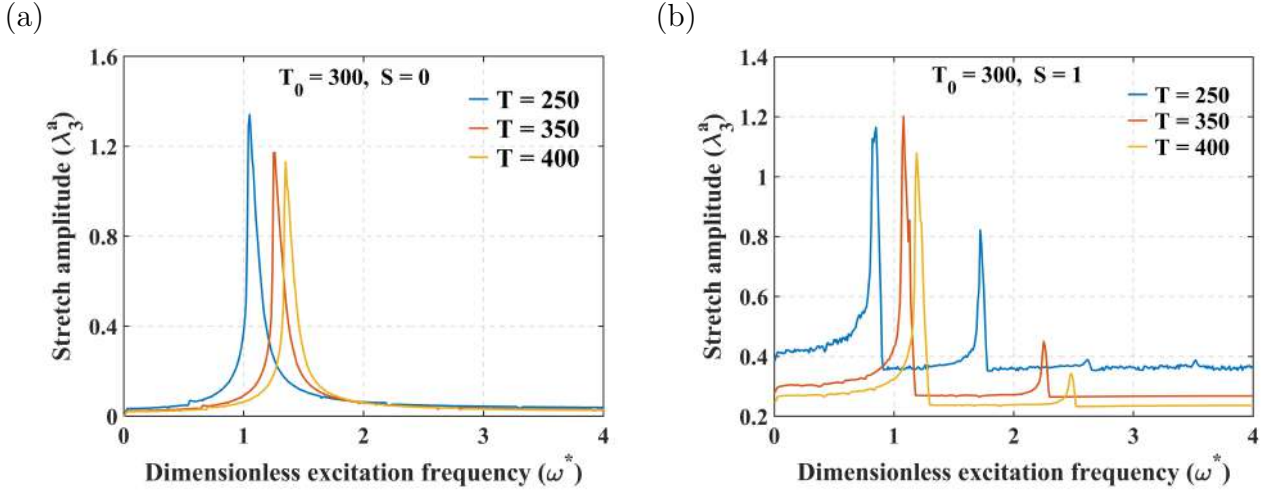 (a)
T₀ = 300, S = 0
T = 250
T = 350
T = 400
1.6
1.2
0.8
0.4
0
Stretch amplitude (λ₃ᵃ)
0 1 2 3 4
Dimensionless excitation frequency (ω*)
(b)
T₀ = 300, S = 1
T = 250
T = 350
T = 400
1.4
1.2
1
0.8
0.6
0.4
0.2
Stretch amplitude (λ₃ᵃ)
0 1 2 3 4
Dimensionless excitation frequency (ω*)